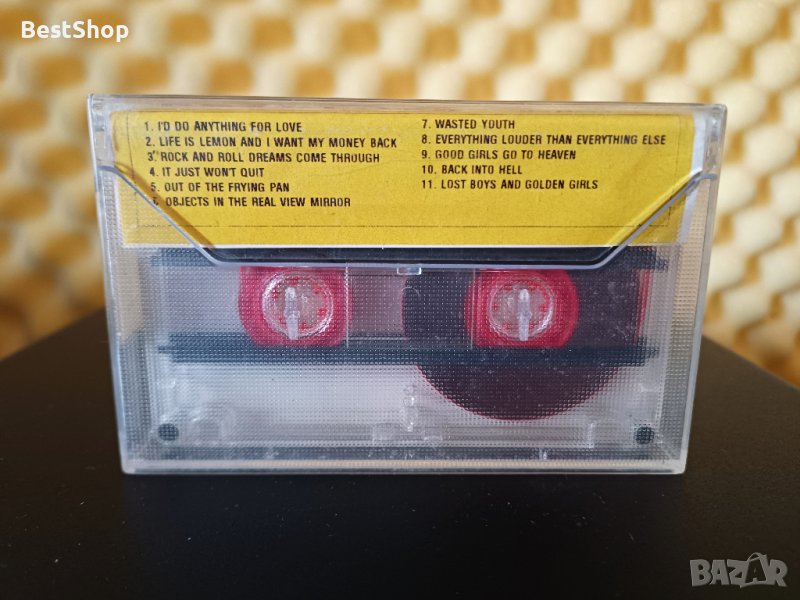 BestShop
1. I'D DO ANYTHING FOR LOVE
2. LIFE IS LEMON AND I WANT MY MONEY BACK
3. ROCK AND ROLL DREAMS COME THROUGH
4. IT JUST WON'T QUIT
5. OUT OF THE FRYING PAN
6. OBJECTS IN THE REAL VIEW MIRROR
7. WASTED YOUTH
8. EVERYTHING LOUDER THAN EVERYTHING ELSE
9. GOOD GIRLS GO TO HEAVEN
10. BACK INTO HELL
11. LOST BOYS AND GOLDEN GIRLS
BAZAR